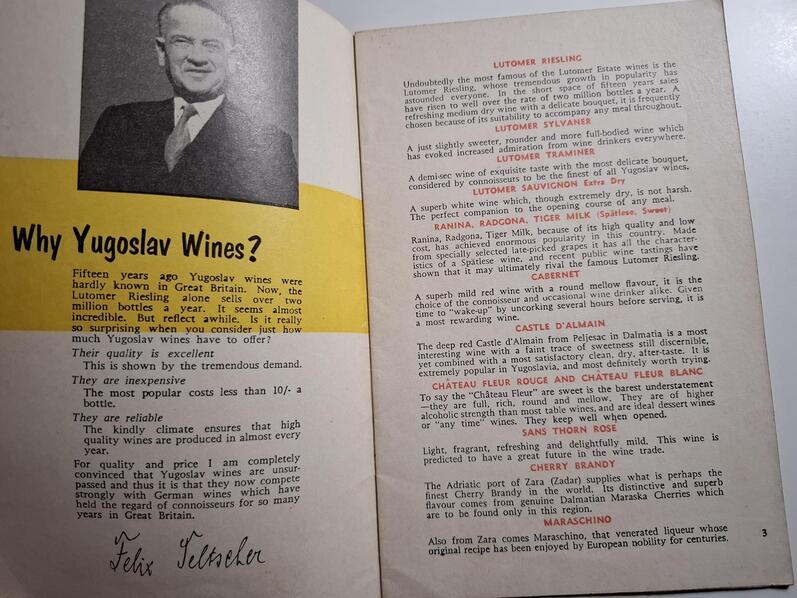 Why Yugoslav Wines?
Fifteen years ago Yugoslav wines were
hardly known in Great Britain. Now, the
Lutomer Riesling alone sells over two
million bottles a year. It seems almost
incredible. But reflect awhile. Is it really
so surprising when you consider just how
much Yugoslav wines have to offer?
Their quality is excellent
This is shown by the tremendous demand.
They are inexpensive
The most popular costs less than 10/- a
bottle.
They are reliable
The kindly climate ensures that high
quality wines are produced in almost every
year.
For quality and price I am completely
convinced that Yugoslav wines are unsur-
passed and thus it is that they now compete
strongly with German wines which have
held the regard of connoisseurs for so many
years in Great Britain.
Felix Teltscher
LUTOMER RIESLING
Undoubtedly the most famous of the Lutomer Estate wines is the
Lutomer Riesling, whose tremendous growth in popularity has
astounded everyone. In the short space of fifteen years sales
have risen to well over the rate of two million bottles a year. A
refreshing medium dry wine with a delicate bouquet, it is frequently
chosen because of its suitability to accompany any meal throughout.
LUTOMER SYLVANER
A just slightly sweeter, rounder and more full-bodied wine which
has evoked increased admiration from wine drinkers everywhere.
LUTOMER TRAMINER
A demi-sec wine of exquisite taste with the most delicate bouquet,
considered by connoisseurs to be the finest of all Yugoslav wines.
LUTOMER SAUVIGNON Extra Dry
A superb white wine which, though extremely dry, is not harsh.
The perfect companion to the opening course of any meal.
RANINA, RADGONA, TIGER MILK (Spätlese, Sweet)
Ranina, Radgona, Tiger Milk, because of its high quality and low
cost, has achieved enormous popularity in this country. Made
from specially selected late-picked grapes it has all the character-
istics of a Spätlese wine, and recent public wine tastings have
shown that it may ultimately rival the famous Lutomer Riesling.
CABERNET
A superb mild red wine with a round mellow flavour, it is the
choice of the connoisseur and occasional wine drinker alike. Given
time to "wake-up" by uncorking several hours before serving, it is
a most rewarding wine.
CASTLE D'ALMAIN
The deep red Castle d'Almain from Peljesac in Dalmatia is a most
interesting wine with a faint trace of sweetness still discernible,
yet combined with a most satisfactory clean, dry, after-taste. It is
extremely popular in Yugoslavia, and most definitely worth trying.
CHÂTEAU FLEUR ROUGE AND CHÂTEAU FLEUR BLANC
To say the "Château Fleur" are sweet is the barest understatement
—they are full, rich, round and mellow. They are of higher
alcoholic strength than most table wines, and are ideal dessert wines
or "any time" wines. They keep well when opened.
SANS THORN ROSE
Light, fragrant, refreshing and delightfully mild. This wine is
predicted to have a great future in the wine trade.
CHERRY BRANDY
The Adriatic port of Zara (Zadar) supplies what is perhaps the
finest Cherry Brandy in the world. Its distinctive and superb
flavour comes from genuine Dalmatian Maraska Cherries which
are to be found only in this region.
MARASCHINO
Also from Zara comes Maraschino, that venerated liqueur whose
original recipe has been enjoyed by European nobility for centuries.
3